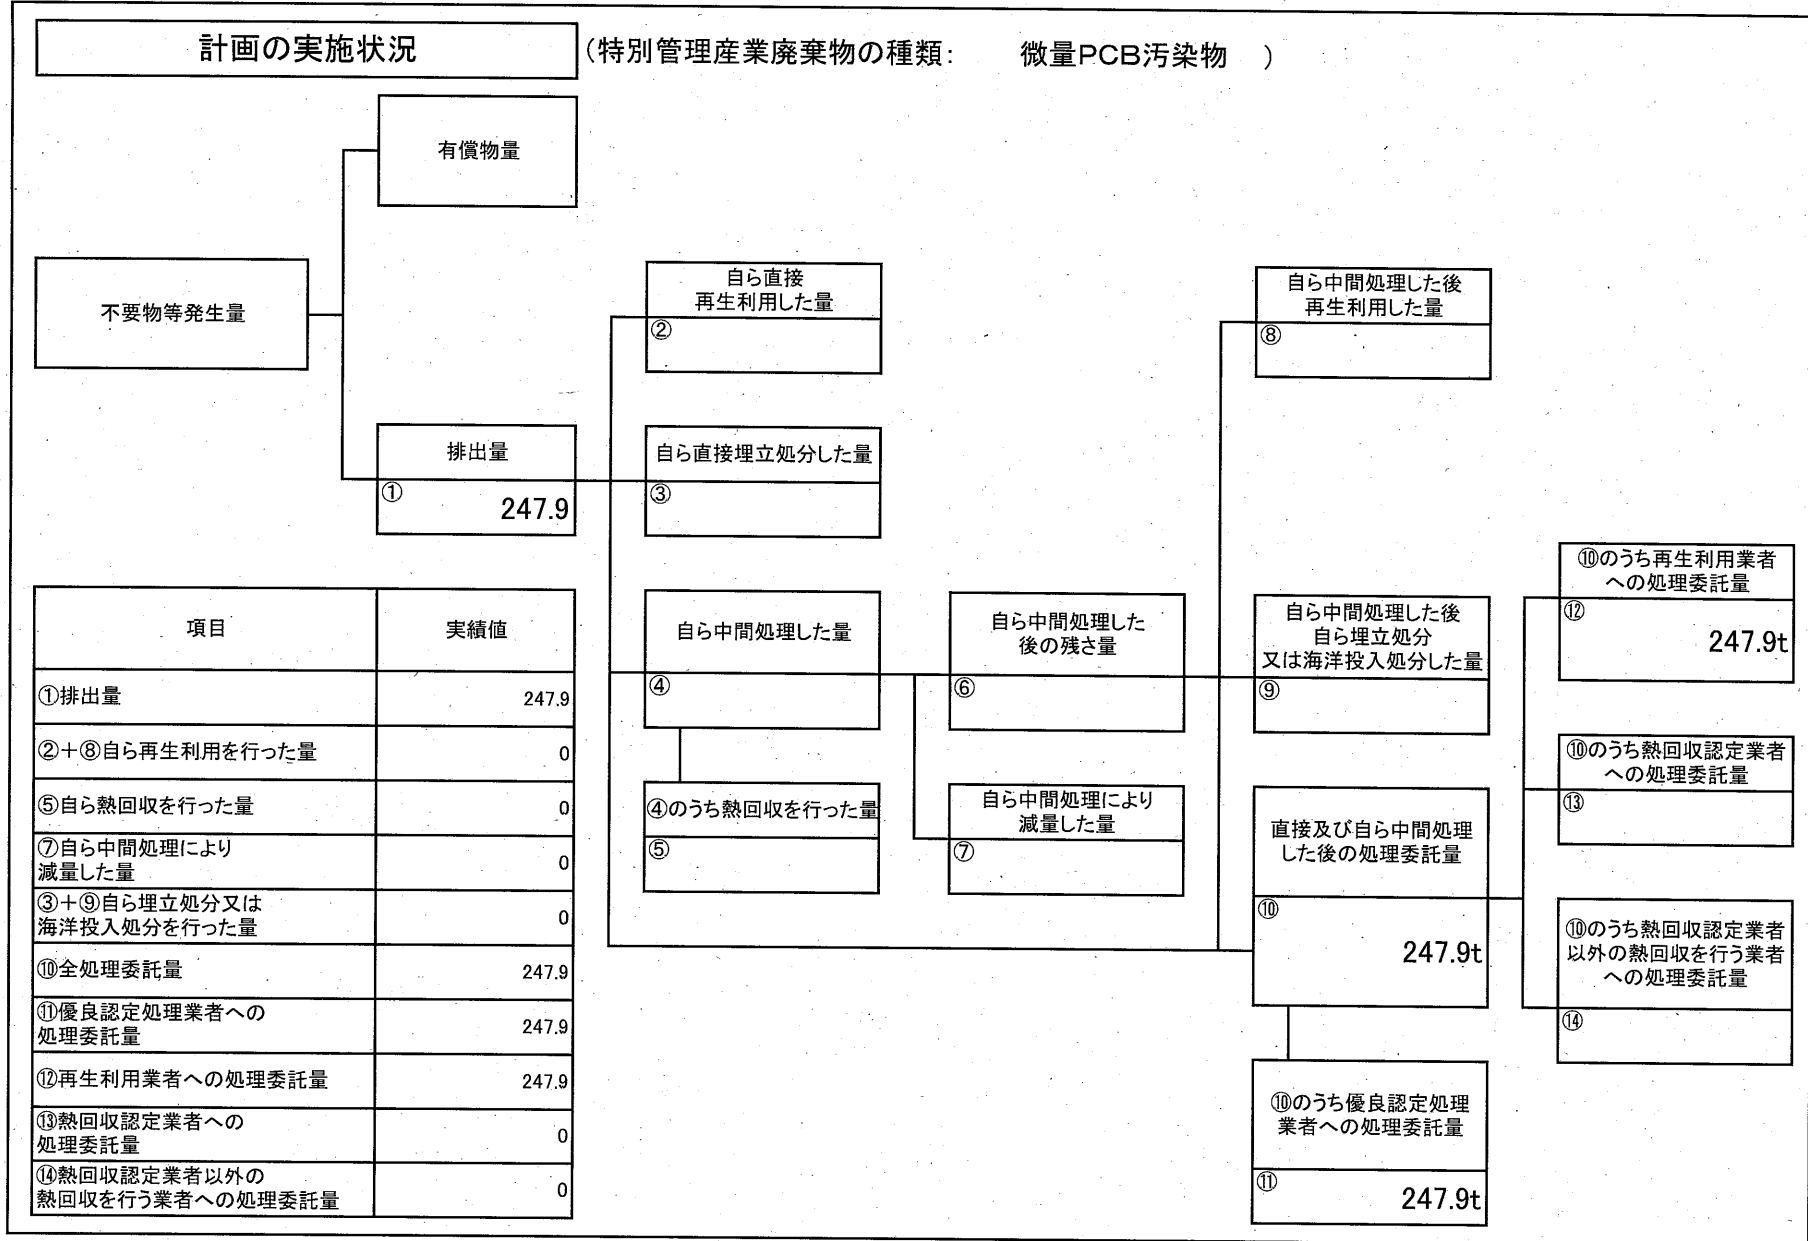 計画の実施状況
(特別管理産業廃棄物の種類: 微量PCB汚染物 )
有償物量
不要物等発生量
排出量
① 247.9
自ら直接
再生利用した量
②
自ら直接埋立処分した量
③
自ら中間処理した量
④
④のうち熱回収を行った量
⑤
自ら中間処理した
後の残さ量
⑥
自ら中間処理により
減量した量
⑦
自ら中間処理した後
再生利用した量
⑧
自ら中間処理した後
自ら埋立処分
又は海洋投入処分した量
⑨
直接及び自ら中間処理
した後の処理委託量
⑩
247.9t
⑩のうち優良認定処理
業者への処理委託量
⑪
247.9t
⑩のうち再生利用業者
への処理委託量
⑫
247.9t
⑩のうち熱回収認定業者
への処理委託量
⑬
⑩のうち熱回収認定業者
以外の熱回収を行う業者
への処理委託量
⑭
項目 実績値
①排出量 247.9
②+⑧自ら再生利用を行った量 0
⑤自ら熱回収を行った量 0
⑦自ら中間処理により
減量した量 0
③+⑨自ら埋立処分又は
海洋投入処分を行った量 0
⑩全処理委託量 247.9
⑪優良認定処理業者への
処理委託量 247.9
⑫再生利用業者への処理委託量 247.9
⑬熱回収認定業者への
処理委託量 0
⑭熱回収認定業者以外の
熱回収を行う業者への処理委託量 0